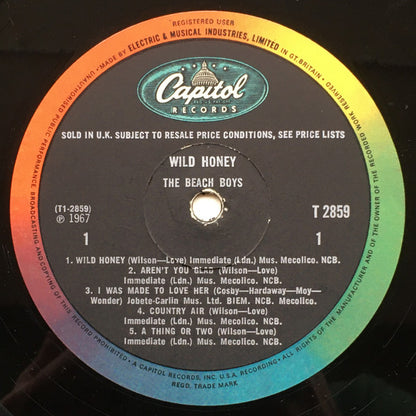 REGISTERED USER
MADE BY ELECTRIC & MUSICAL INDUSTRIES, LIMITED IN GT. BRITAIN
ALL RIGHTS OF THE MANUFACTURER AND OF THE OWNER OF THE RECORDED WORK RESERVED
UNAUTHORISED PUBLIC PERFORMANCE, BROADCASTING AND COPYING OF THIS RECORD PROHIBITED
A CAPITOL RECORDS, INC. U.S.A. RECORDING
REGD. TRADE MARK
Capitol
RECORDS
SOLD IN U.K. SUBJECT TO RESALE PRICE CONDITIONS, SEE PRICE LISTS
WILD HONEY
THE BEACH BOYS
(T1-2859)
℗ 1967
T 2859
1 1
1. WILD HONEY (Wilson—Love) Immediate (Ldn.) Mus. Mecolico. NCB.
2. AREN'T YOU GLAD (Wilson—Love)
Immediate (Ldn.) Mus. Mecolico. NCB.
3. I WAS MADE TO LOVE HER (Cosby—Hardaway—Moy—
Wonder) Jobete-Carlin Mus. Ltd. BIEM. NCB. Mecolico.
4. COUNTRY AIR (Wilson—Love)
Immediate (Ldn.) Mus. Mecolico. NCB.
5. A THING OR TWO (Wilson—Love)
Immediate (Ldn.) Mus. Mecolico. NCB.